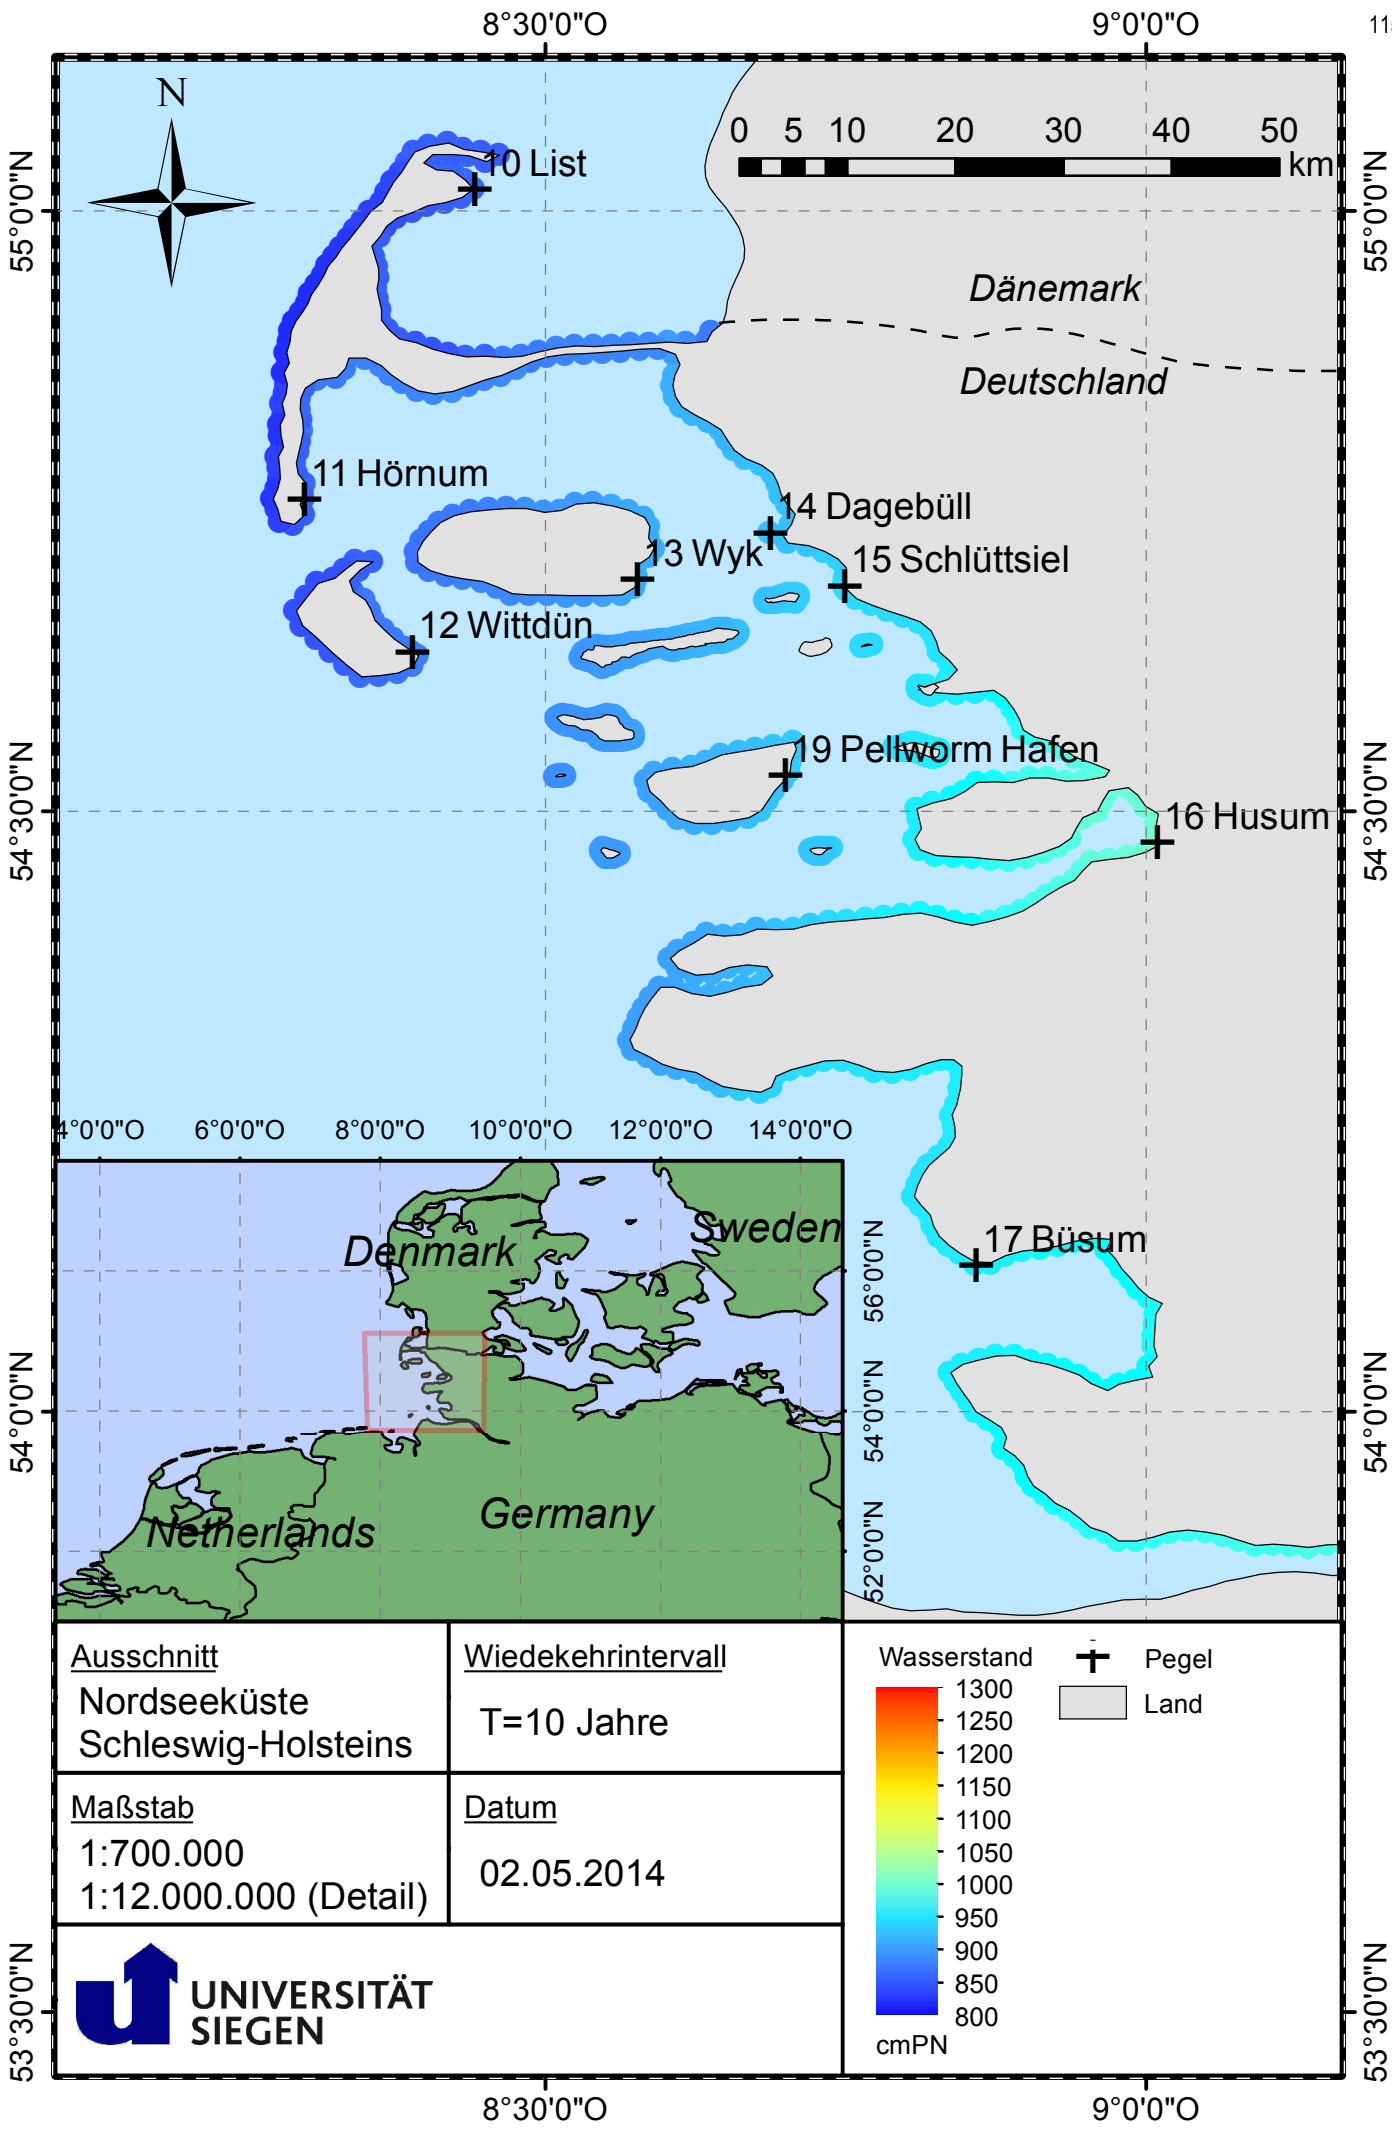 8°30'0"O
9°0'0"O
N
0 5 10 20 30 40 50
km
10 List
55°0'0"N
55°0'0"N
Dänemark
Deutschland
11 Hörnum
14 Dagebüll
13 Wyk
15 Schlüttsiel
12 Wittdün
19 Pellworm Hafen
54°30'0"N
16 Husum
54°30'0"N
4°0'0"O 6°0'0"O 8°0'0"O 10°0'0"O 12°0'0"O 14°0'0"O
Sweden
Denmark
17 Büsum
56°0'0"N
54°0'0"N
54°0'0"N
54°0'0"N
Germany
Netherlands
52°0'0"N
Ausschnitt
Nordseeküste
Schleswig-Holsteins
Wiedekehrintervall
T=10 Jahre
Maßstab
1:700.000
1:12.000.000 (Detail)
Datum
02.05.2014
Wasserstand
1300
1250
1200
1150
1100
1050
1000
950
900
850
800
cmPN
Pegel
Land
UNIVERSITÄT
SIEGEN
53°30'0"N
53°30'0"N
8°30'0"O
9°0'0"O